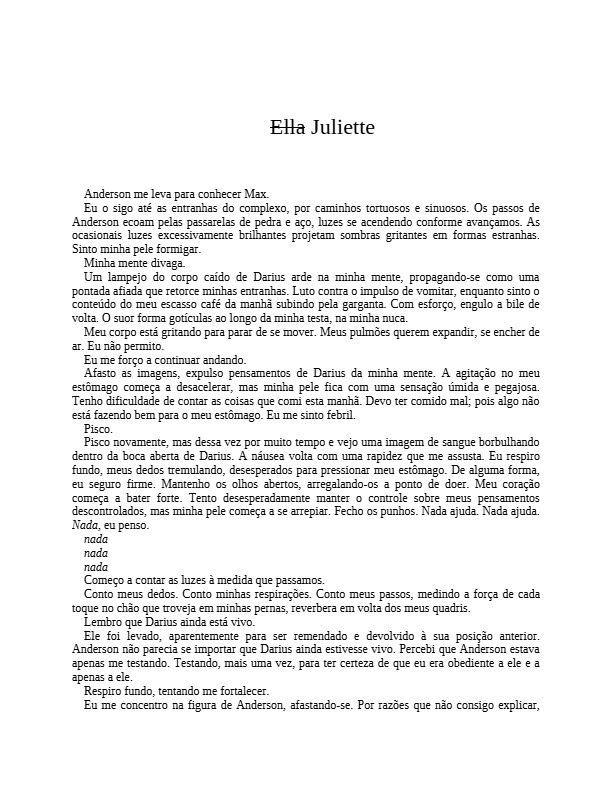 Ella Juliette
Anderson me leva para conhecer Max.
Eu o sigo até as entranhas do complexo, por caminhos tortuosos e sinuosos. Os passos de
Anderson ecoam pelas passarelas de pedra e aço, luzes se acendendo conforme avançamos. As
ocasionais luzes excessivamente brilhantes projetam sombras gritantes em formas estranhas.
Sinto minha pele formigar.
Minha mente divaga.
Um lampejo do corpo caído de Darius arde na minha mente, propagando-se como uma
pontada afiada que retorce minhas entranhas. Luto contra o impulso de vomitar, enquanto sinto o
conteúdo do meu escasso café da manhã subindo pela garganta. Com esforço, engulo a bile de
volta. O suor forma gotículas ao longo da minha testa, na minha nuca.
Meu corpo está gritando para parar de se mover. Meus pulmões querem expandir, se encher de
ar. Eu não permito.
Eu me forço a continuar andando.
Afasto as imagens, expulso pensamentos de Darius da minha mente. A agitação no meu
estômago começa a desacelerar, mas minha pele fica com uma sensação úmida e pegajosa.
Tenho dificuldade de contar as coisas que comi esta manhã. Devo ter comido mal; pois algo não
está fazendo bem para o meu estômago. Eu me sinto febril.
Pisco.
Pisco novamente, mas dessa vez por muito tempo e vejo uma imagem de sangue borbulhando
dentro da boca aberta de Darius. A náusea volta com uma rapidez que me assusta. Eu respiro
fundo, meus dedos tremulando, desesperados para pressionar meu estômago. De alguma forma,
eu seguro firme. Mantenho os olhos abertos, arregalando-os a ponto de doer. Meu coração
começa a bater forte. Tento desesperadamente manter o controle sobre meus pensamentos
descontrolados, mas minha pele começa a se arrepiar. Fecho os punhos. Nada ajuda. Nada ajuda.
Nada, eu penso.
nada
nada
nada
Começo a contar as luzes à medida que passamos.
Conto meus dedos. Conto minhas respirações. Conto meus passos, medindo a força de cada
toque no chão que troveja em minhas pernas, reverbera em volta dos meus quadris.
Lembro que Darius ainda está vivo.
Ele foi levado, aparentemente para ser remendado e devolvido à sua posição anterior.
Anderson não parecia se importar que Darius ainda estivesse vivo. Percebi que Anderson estava
apenas me testando. Testando, mais uma vez, para ter certeza de que eu era obediente a ele e a
apenas a ele.
Respiro fundo, tentando me fortalecer.
Eu me concentro na figura de Anderson, afastando-se. Por razões que não consigo explicar,